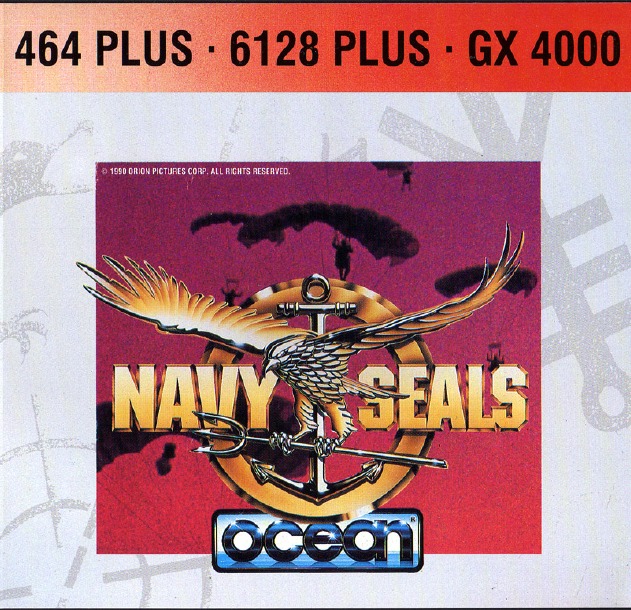 464 PLUS · 6128 PLUS · GX 4000
© 1990 ORION PICTURES CORP. ALL RIGHTS RESERVED.
NAVY SEALS
ocean®